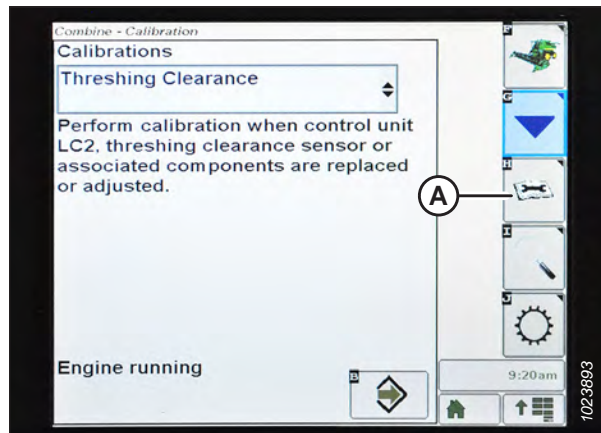 Combine - Calibration
Calibrations
Threshing Clearance
Perform calibration when control unit
LC2, threshing clearance sensor or
associated components are replaced
or adjusted.
Engine running
F
G
H
A
I
J
B
9:20am
1023893